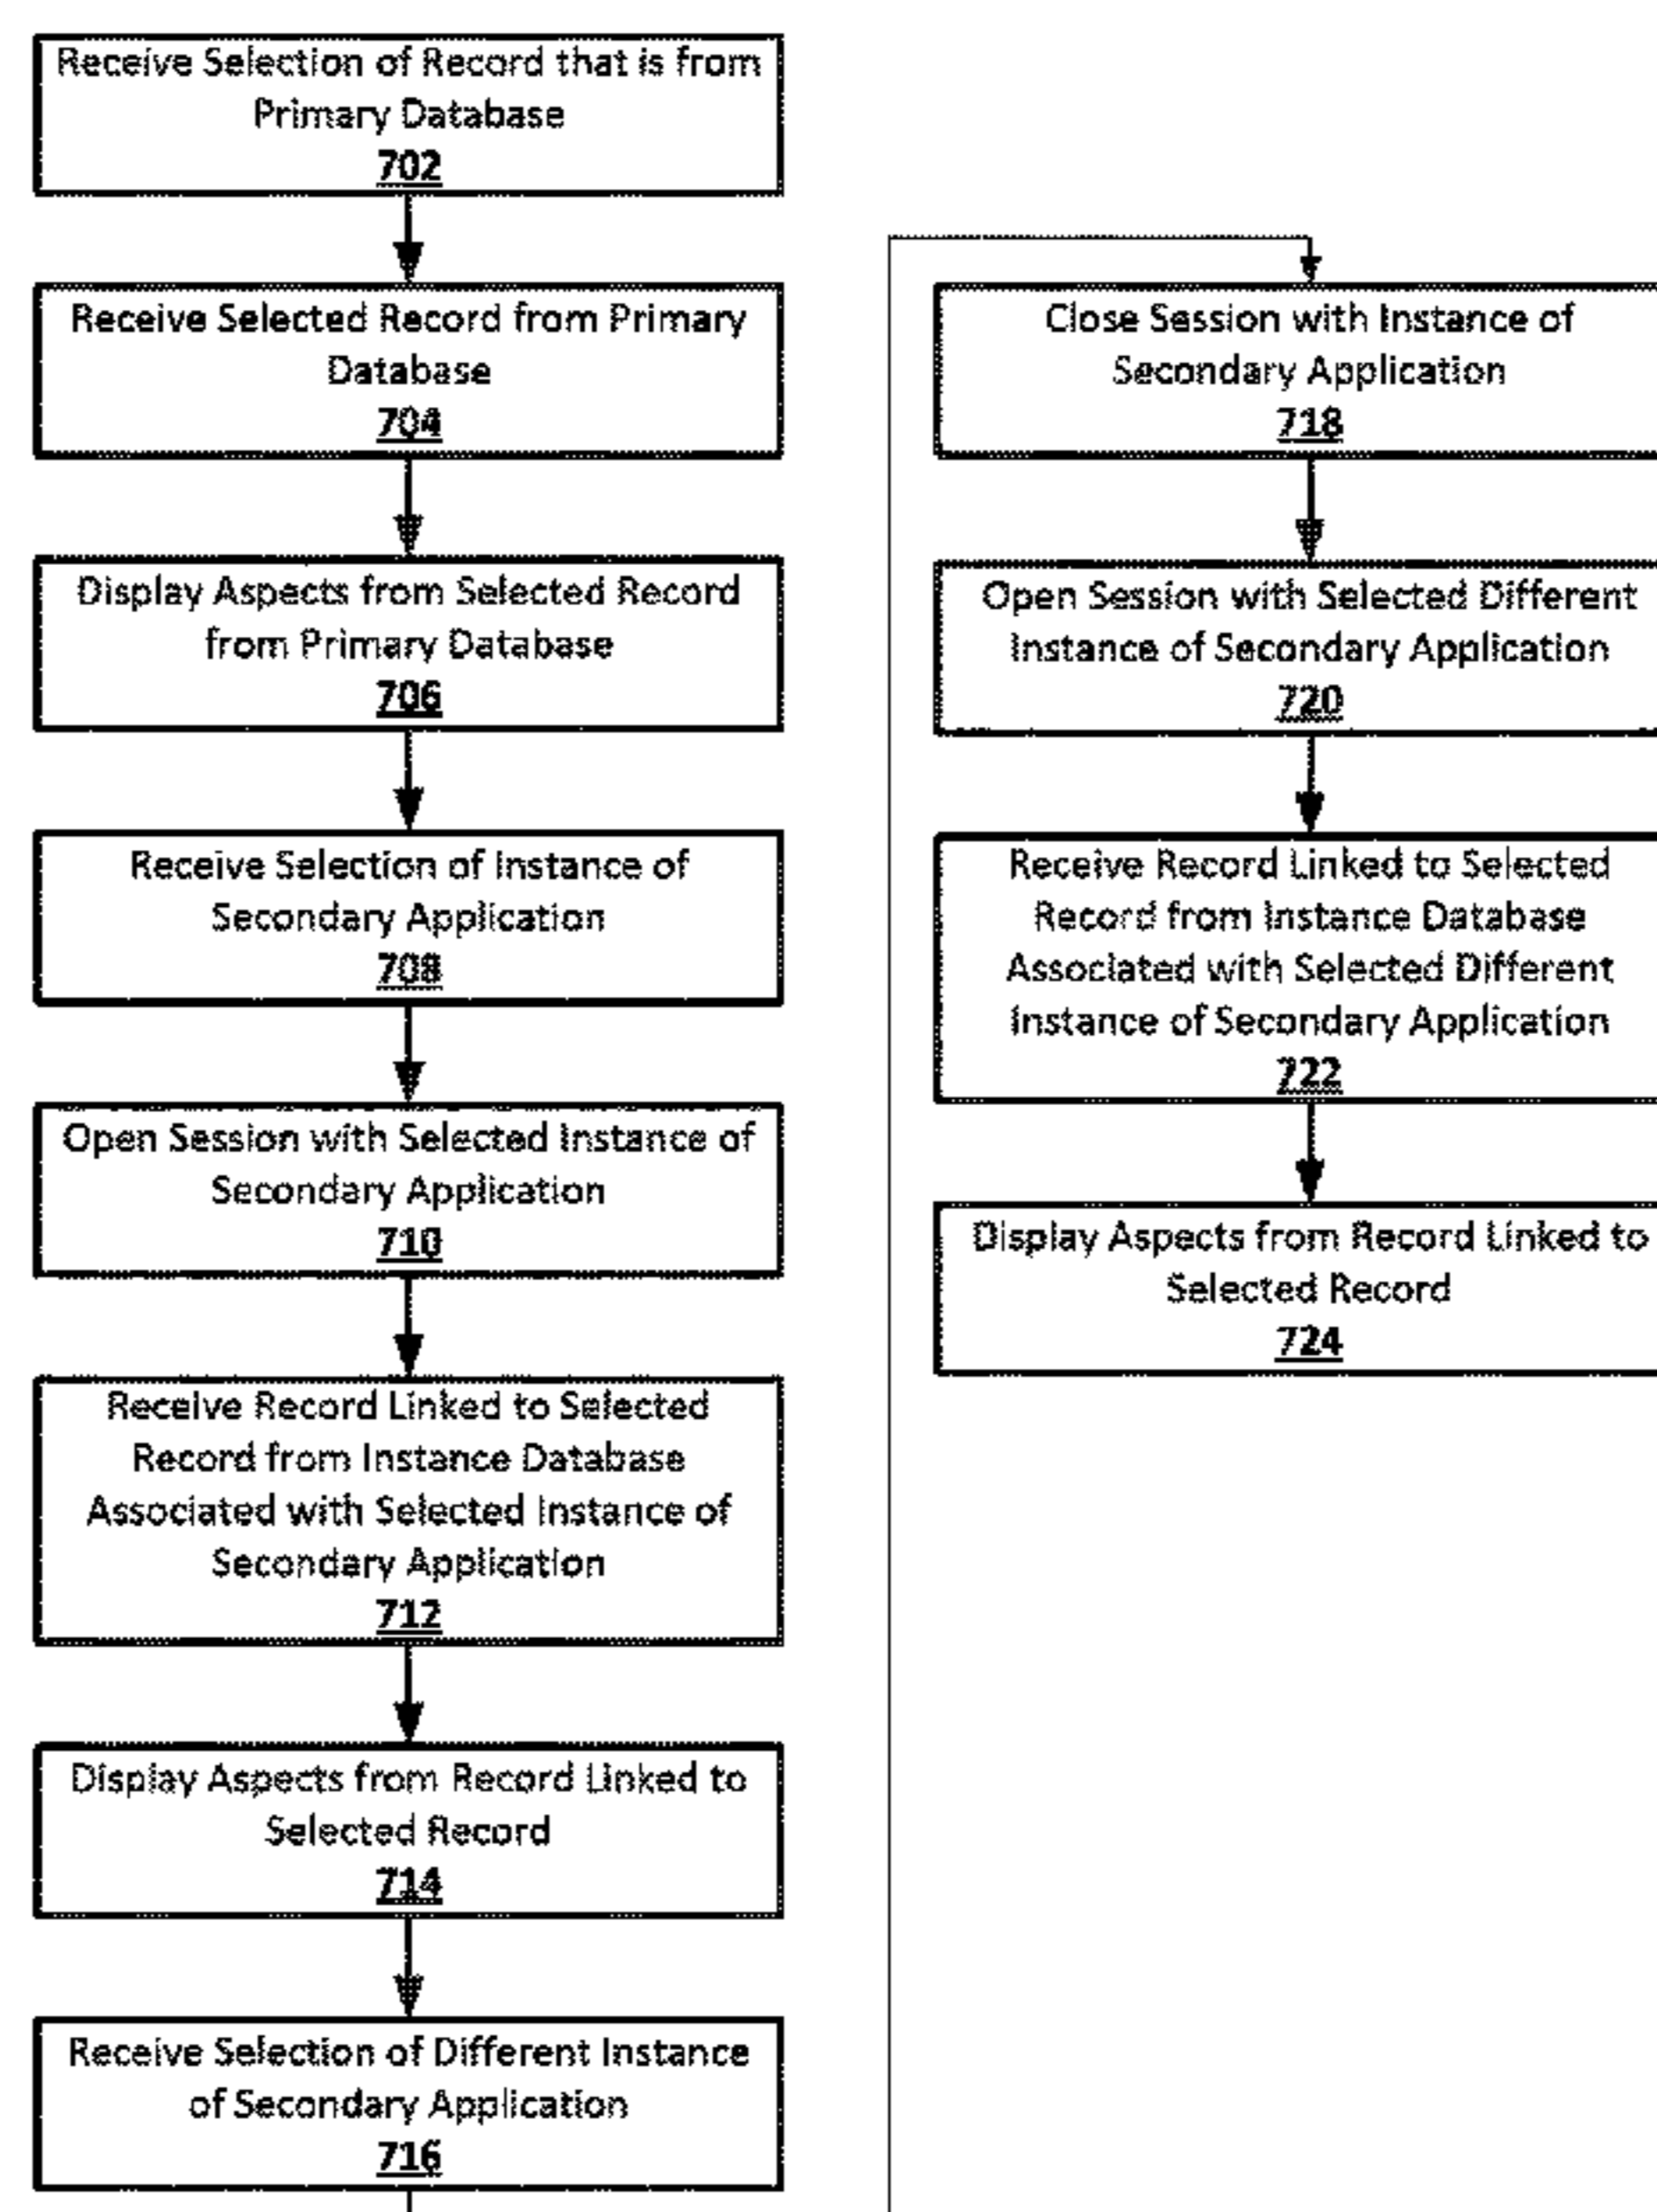 Receive Selection of Record that is from
Primary Database
702
Receive Selected Record from Primary
Database
704
Display Aspects from Selected Record
from Primary Database
706
Receive Selection of Instance of
Secondary Application
708
Open Session with Selected Instance of
Secondary Application
710
Receive Record Linked to Selected
Record from Instance Database
Associated with Selected Instance of
Secondary Application
712
Display Aspects from Record Linked to
Selected Record
714
Receive Selection of Different Instance
of Secondary Application
716
Close Session with Instance of
Secondary Application
718
Open Session with Selected Different
Instance of Secondary Application
720
Receive Record Linked to Selected
Record from Instance Database
Associated with Selected Different
Instance of Secondary Application
722
Display Aspects from Record Linked to
Selected Record
724